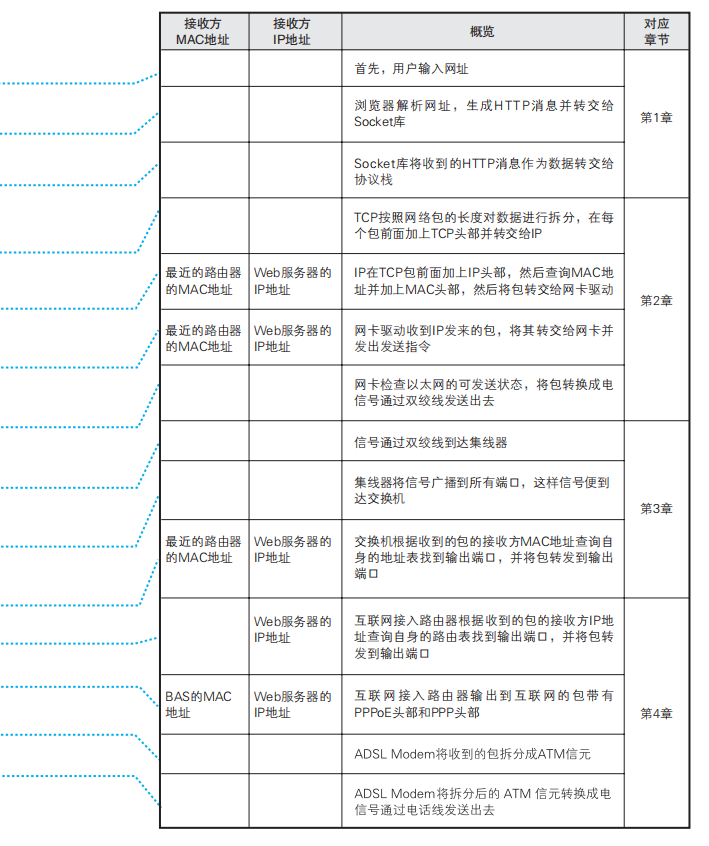 接收方
MAC地址
接收方
IP地址
概览
对应
章节
首先，用户输入网址
浏览器解析网址，生成HTTP消息并转交给
Socket库
Socket库将收到的HTTP消息作为数据转交给
协议栈
第1章
TCP按照网络包的长度对数据进行拆分，在每
个包前面加上TCP头部并转交给IP
最近的路由器
的MAC地址
Web服务器的
IP地址
IP在TCP包前面加上IP头部，然后查询MAC地
址并加上MAC头部，然后将包转交给网卡驱动
最近的路由器
的MAC地址
Web服务器的
IP地址
网卡驱动收到IP发来的包，将其转交给网卡并
发出发送指令
网卡检查以太网的可发送状态，将包转换成电
信号通过双绞线发送出去
第2章
信号通过双绞线到达集线器
集线器将信号广播到所有端口，这样信号便到
达交换机
最近的路由器
的MAC地址
Web服务器的
IP地址
交换机根据收到的包的接收方MAC地址查询自
身的地址表找到输出端口，并将包转发到输出
端口
第3章
Web服务器的
IP地址
互联网接入路由器根据收到的包的接收方IP地
址查询自身的路由表找到输出端口，并将包转
发到输出端口
BAS的MAC
地址
Web服务器的
IP地址
互联网接入路由器输出到互联网的包带有
PPPoE头部和PPP头部
ADSL Modem将收到的包拆分成ATM信元
ADSL Modem将拆分后的 ATM 信元转换成电
信号通过电话线发送出去
第4章